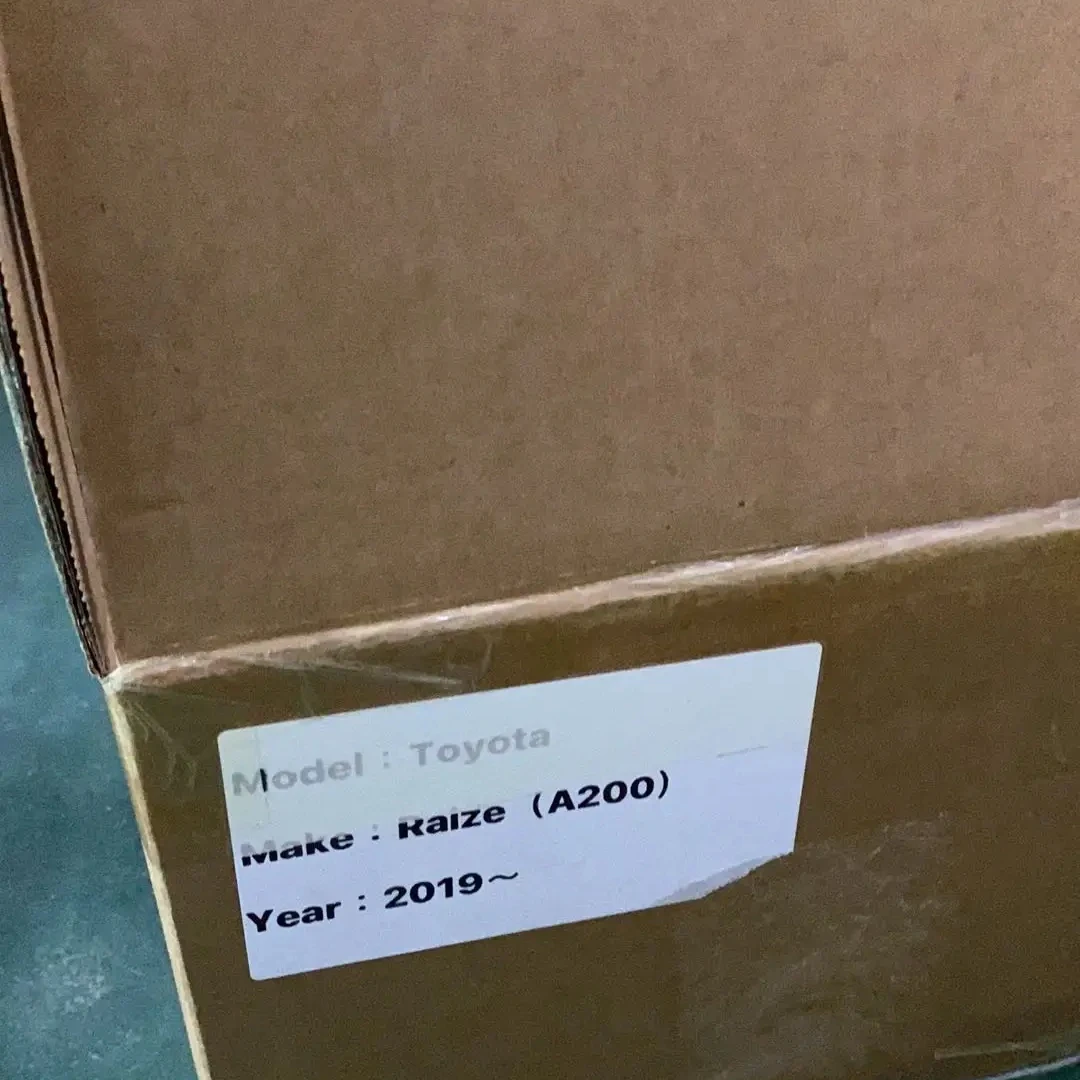 Model : Toyota
Make : Raize (A200)
Year : 2019～